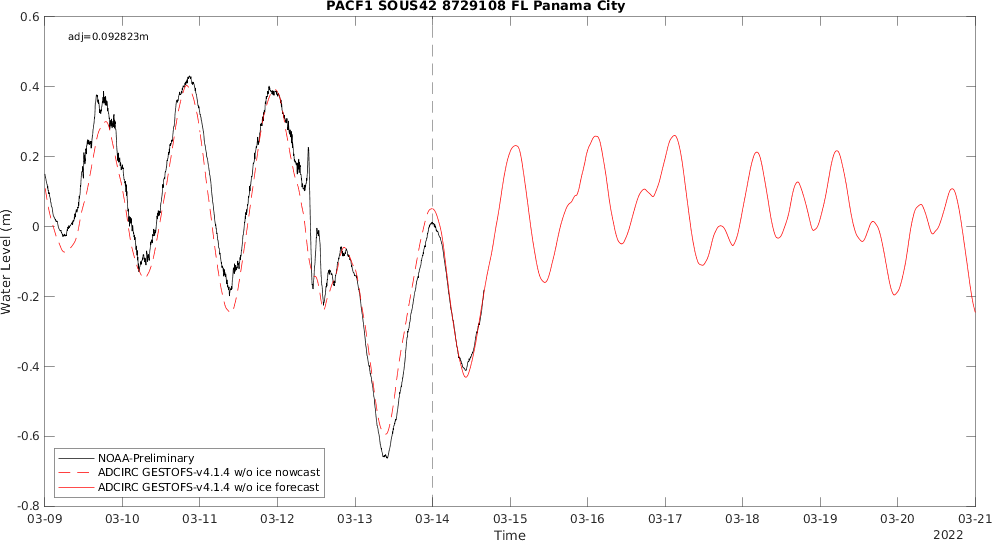 PACF1 SOUS42 8729108 FL Panama City
adj=0.092823m
0.6
0.4
0.2
0
-0.2
-0.4
-0.6
-0.8
Water Level (m)
NOAA-Preliminary
ADCIRC GESTOFS-v4.1.4 w/o ice nowcast
ADCIRC GESTOFS-v4.1.4 w/o ice forecast
03-09 03-10 03-11 03-12 03-13 03-14 03-15 03-16 03-17 03-18 03-19 03-20 03-21
Time
2022